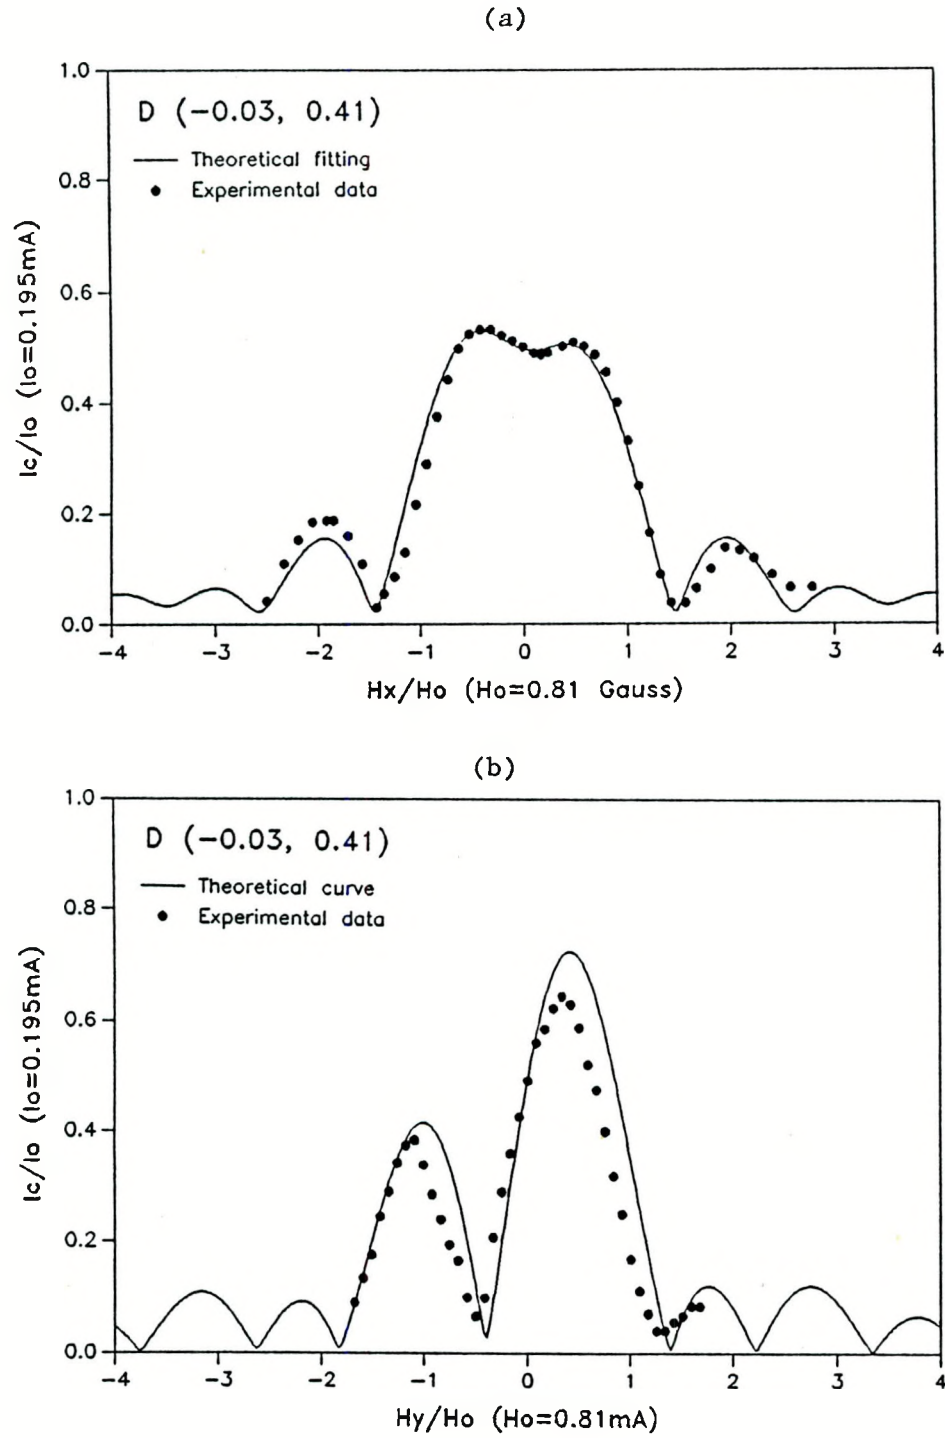 (a)
1.0
0.8
0.6
0.4
0.2
0.0
D (−0.03, 0.41)
Theoretical fitting
Experimental data
Ic/Io (Io=0.195mA)
−4 −3 −2 −1 0 1 2 3 4
Hx/Ho (Ho=0.81 Gauss)
(b)
1.0
0.8
0.6
0.4
0.2
0.0
D (−0.03, 0.41)
Theoretical curve
Experimental data
Ic/Io (Io=0.195mA)
−4 −3 −2 −1 0 1 2 3 4
Hy/Ho (Ho=0.81mA)